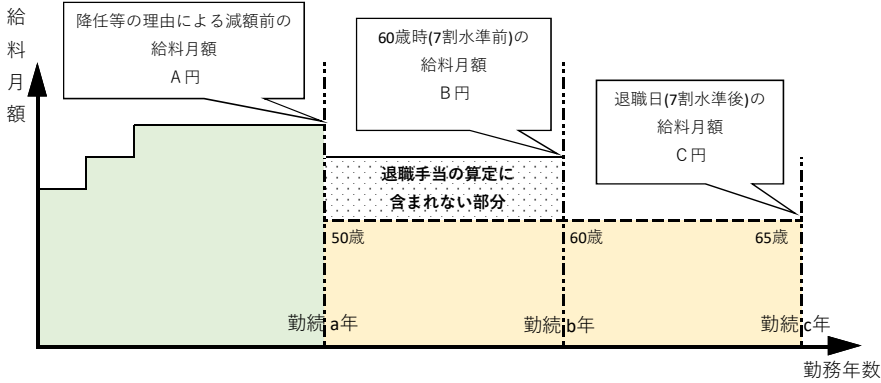 給
料
月
額
降任等の理由による減額前の
給料月額
A円
60歳時(7割水準前)の
給料月額
B円
退職日(7割水準後)の
給料月額
C円
退職手当の算定に
含まれない部分
50歳
60歳
65歳
勤続a年
勤続b年
勤続c年
勤務年数